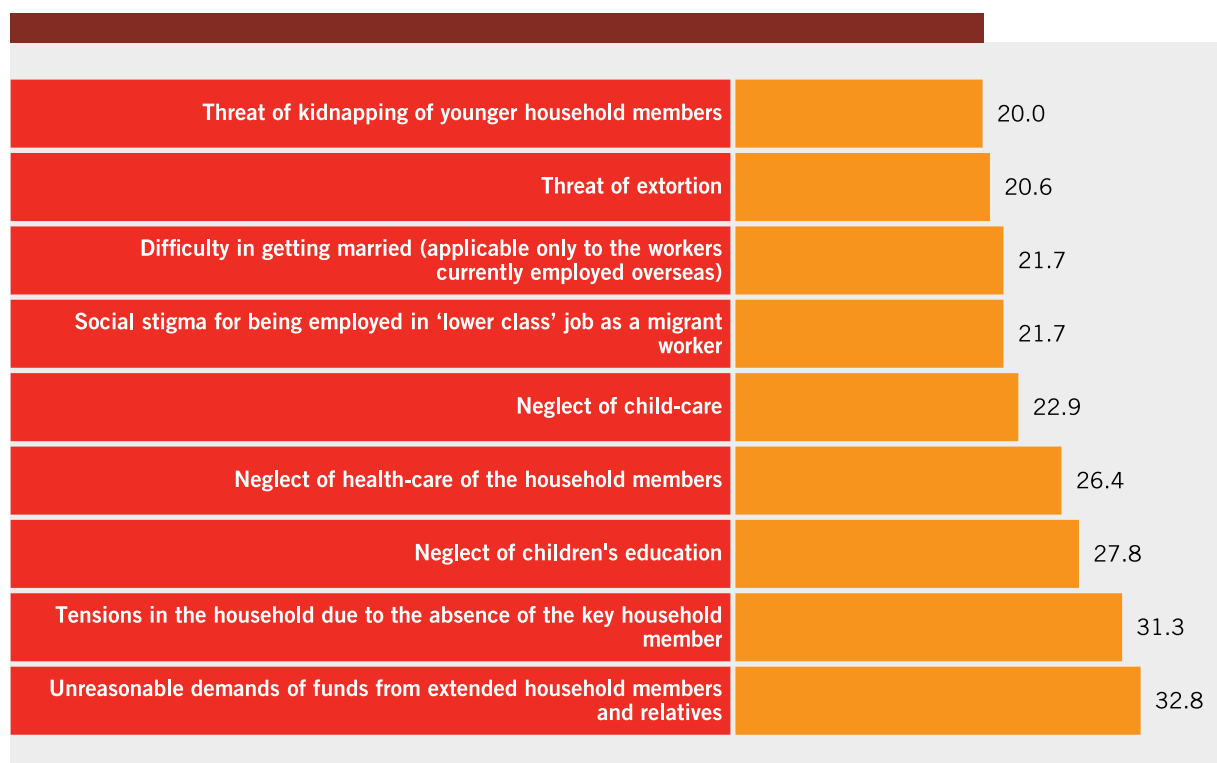 Threat of kidnapping of younger household members
20.0
Threat of extortion
20.6
Difficulty in getting married (applicable only to the workers
currently employed overseas)
21.7
Social stigma for being employed in ‘lower class’ job as a migrant
worker
21.7
Neglect of child-care
22.9
Neglect of health-care of the household members
26.4
Neglect of children's education
27.8
Tensions in the household due to the absence of the key household
member
31.3
Unreasonable demands of funds from extended household members
and relatives
32.8